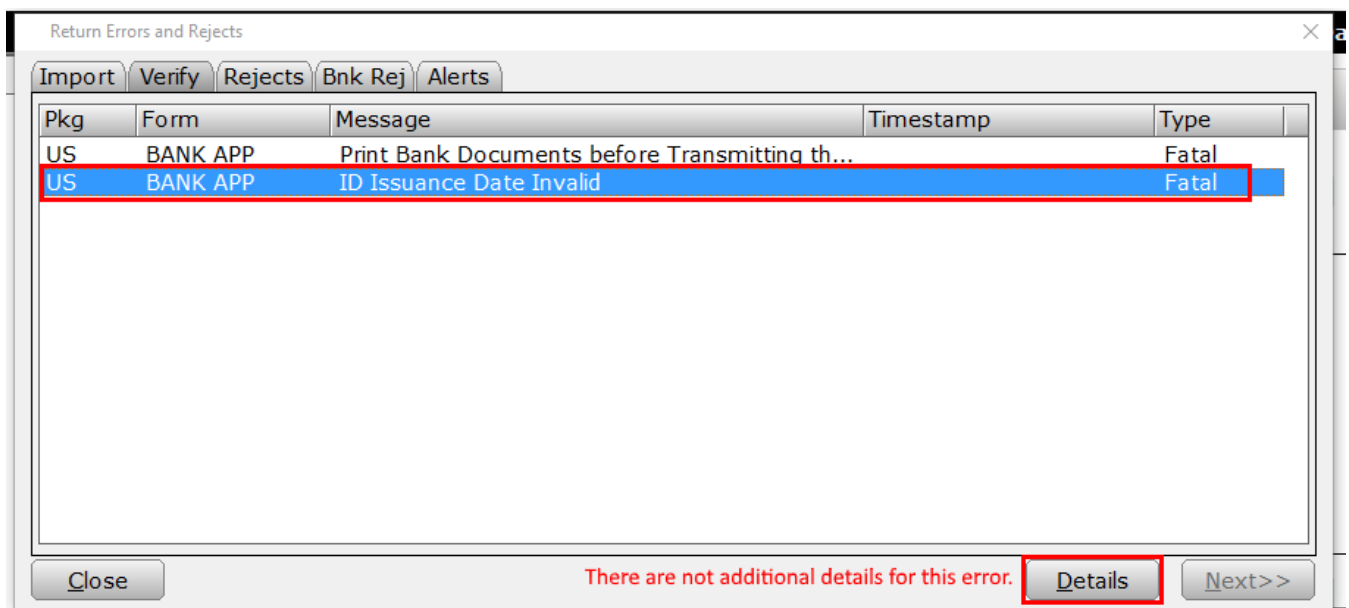 Return Errors and Rejects
Import Verify Rejects Bnk Rej Alerts
Pkg Form Message Timestamp Type
US BANK APP Print Bank Documents before Transmitting th... Fatal
US BANK APP ID Issuance Date Invalid Fatal
Close There are not additional details for this error. Details Next>>